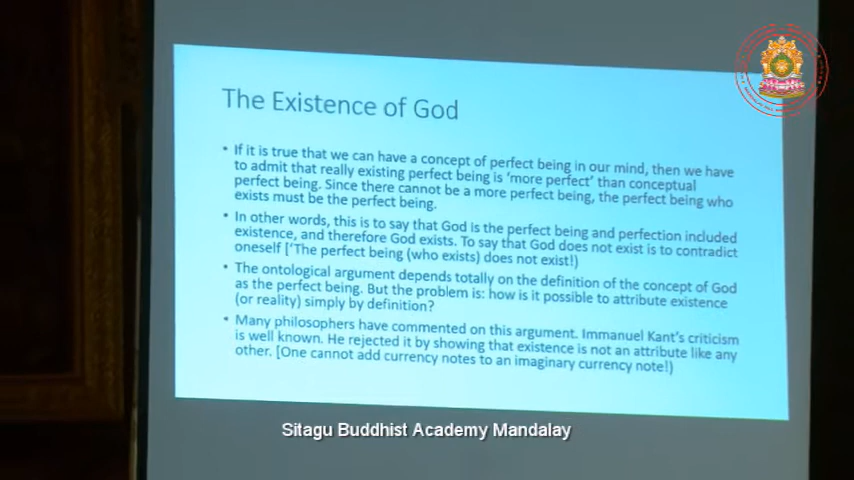 The Existence of God
• If it is true that we can have a concept of perfect being in our mind, then we have
to admit that really existing perfect being is ‘more perfect’ than conceptual
perfect being. Since there cannot be a more perfect being, the perfect being who
exists must be the perfect being.
• In other words, this is to say that God is the perfect being and perfection included
existence, and therefore God exists. To say that God does not exist is to contradict
oneself [‘The perfect being (who exists) does not exist!)
• The ontological argument depends totally on the definition of the concept of God
as the perfect being. But the problem is: how is it possible to attribute existence
(or reality) simply by definition?
• Many philosophers have commented on this argument. Immanuel Kant’s criticism
is well known. He rejected it by showing that existence is not an attribute like any
other. [One cannot add currency notes to an imaginary currency note!)
Sitagu Buddhist Academy Mandalay